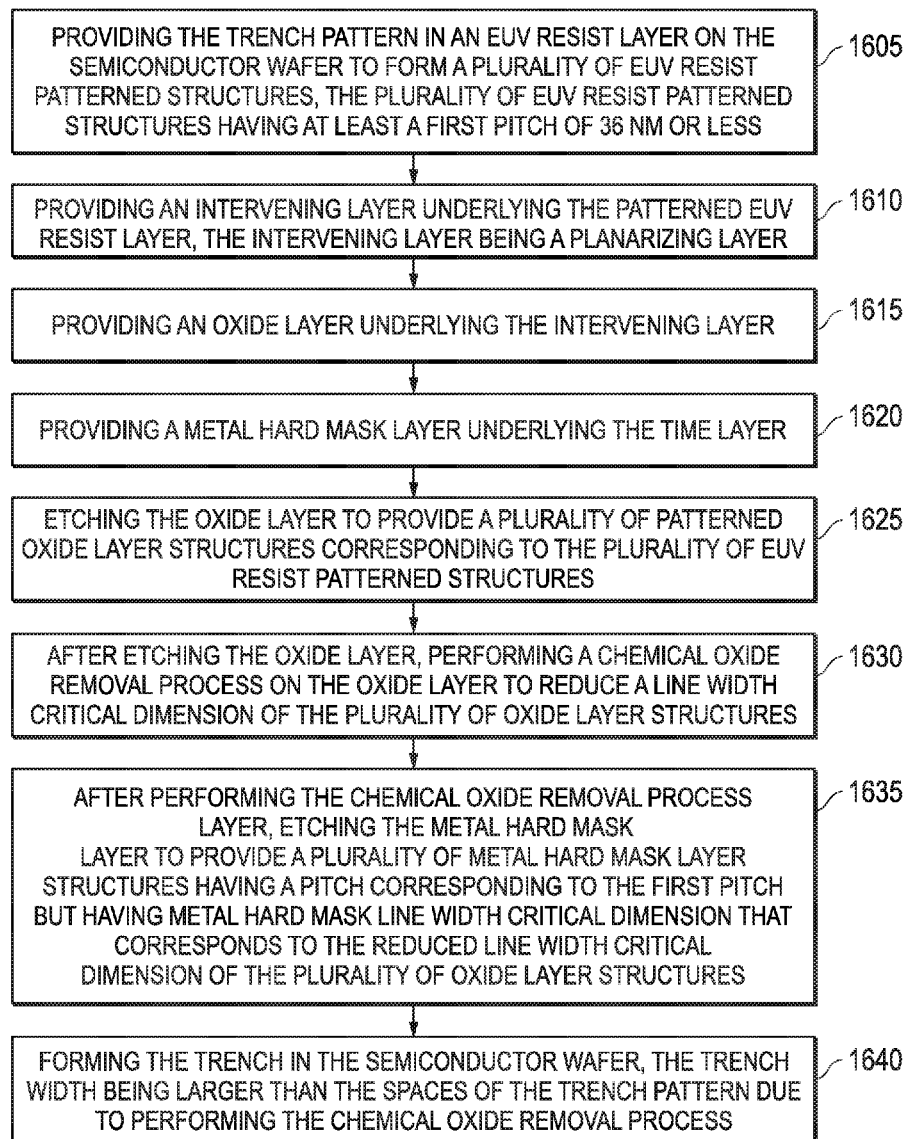 PROVIDING THE TRENCH PATTERN IN AN EUV RESIST LAYER ON THE
SEMICONDUCTOR WAFER TO FORM A PLURALITY OF EUV RESIST
PATTERNED STRUCTURES, THE PLURALITY OF EUV RESIST PATTERNED
STRUCTURES HAVING AT LEAST A FIRST PITCH OF 36 NM OR LESS
1605
PROVIDING AN INTERVENING LAYER UNDERLYING THE PATTERNED EUV
RESIST LAYER, THE INTERVENING LAYER BEING A PLANARIZING LAYER
1610
PROVIDING AN OXIDE LAYER UNDERLYING THE INTERVENING LAYER
1615
PROVIDING A METAL HARD MASK LAYER UNDERLYING THE TIME LAYER
1620
ETCHING THE OXIDE LAYER TO PROVIDE A PLURALITY OF PATTERNED
OXIDE LAYER STRUCTURES CORRESPONDING TO THE PLURALITY OF EUV
RESIST PATTERNED STRUCTURES
1625
AFTER ETCHING THE OXIDE LAYER, PERFORMING A CHEMICAL OXIDE
REMOVAL PROCESS ON THE OXIDE LAYER TO REDUCE A LINE WIDTH
CRITICAL DIMENSION OF THE PLURALITY OF OXIDE LAYER STRUCTURES
1630
AFTER PERFORMING THE CHEMICAL OXIDE REMOVAL PROCESS
LAYER, ETCHING THE METAL HARD MASK
LAYER TO PROVIDE A PLURALITY OF METAL HARD MASK LAYER
STRUCTURES HAVING A PITCH CORRESPONDING TO THE FIRST PITCH
BUT HAVING METAL HARD MASK LINE WIDTH CRITICAL DIMENSION THAT
CORRESPONDS TO THE REDUCED LINE WIDTH CRITICAL
DIMENSION OF THE PLURALITY OF OXIDE LAYER STRUCTURES
1635
FORMING THE TRENCH IN THE SEMICONDUCTOR WAFER, THE TRENCH
WIDTH BEING LARGER THAN THE SPACES OF THE TRENCH PATTERN DUE
TO PERFORMING THE CHEMICAL OXIDE REMOVAL PROCESS
1640